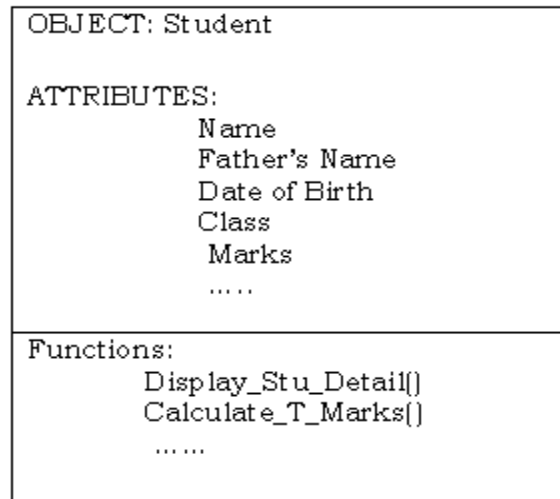 OBJECT: Student
ATTRIBUTES:
Name
Father's Name
Date of Birth
Class
Marks
.....
Functions:
Display_Stu_Detail()
Calculate_T_Marks()
......